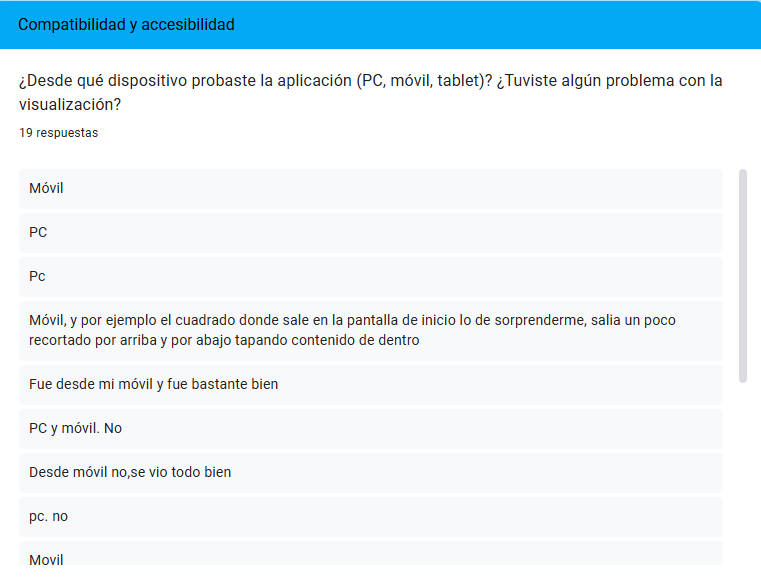 Compatibilidad y accesibilidad
¿Desde qué dispositivo probaste la aplicación (PC, móvil, tablet)? ¿Tuviste algún problema con la
visualización?
19 respuestas
Móvil
PC
Pc
Móvil, y por ejemplo el cuadrado donde sale en la pantalla de inicio lo de sorprenderme, salia un poco
recortado por arriba y por abajo tapando contenido de dentro
Fue desde mi móvil y fue bastante bien
PC y móvil. No
Desde móvil no,se vio todo bien
pc. no
Movil